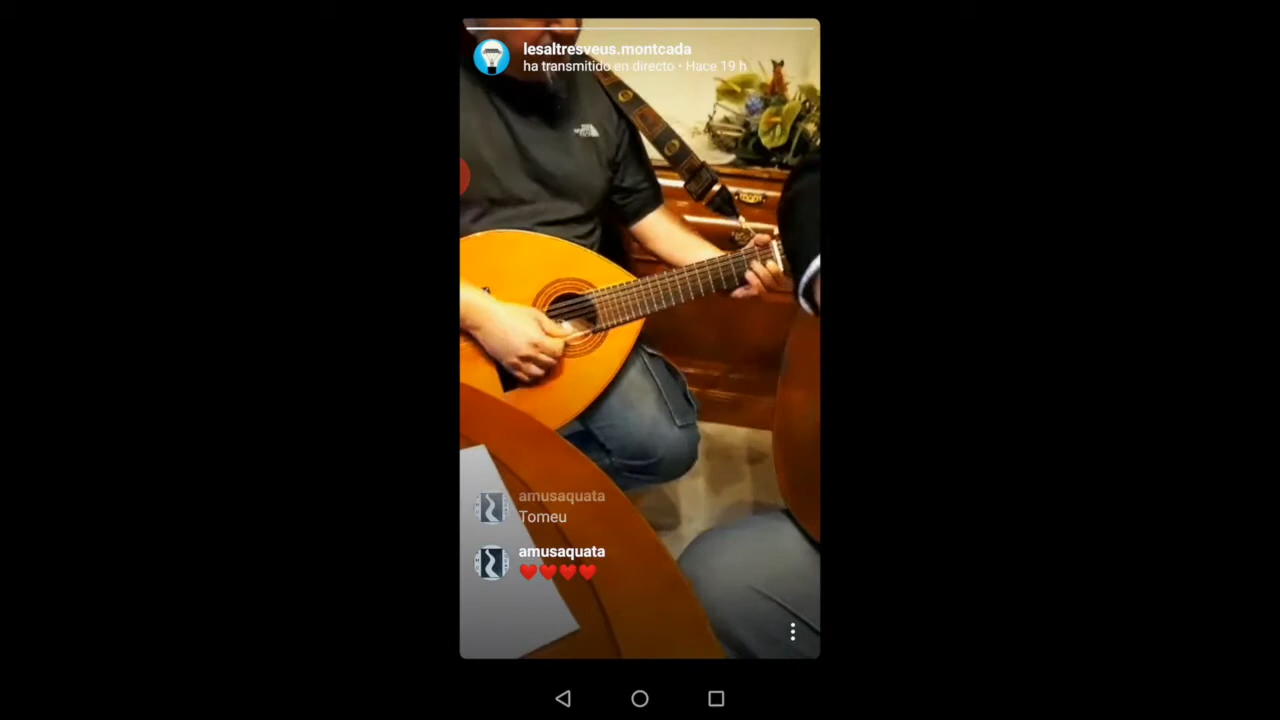 lesaltresveus.montcada
ha transmitido en directo • Hace 19 h
amusaquata
Tomeu
amusaquata
❤️❤️❤️❤️